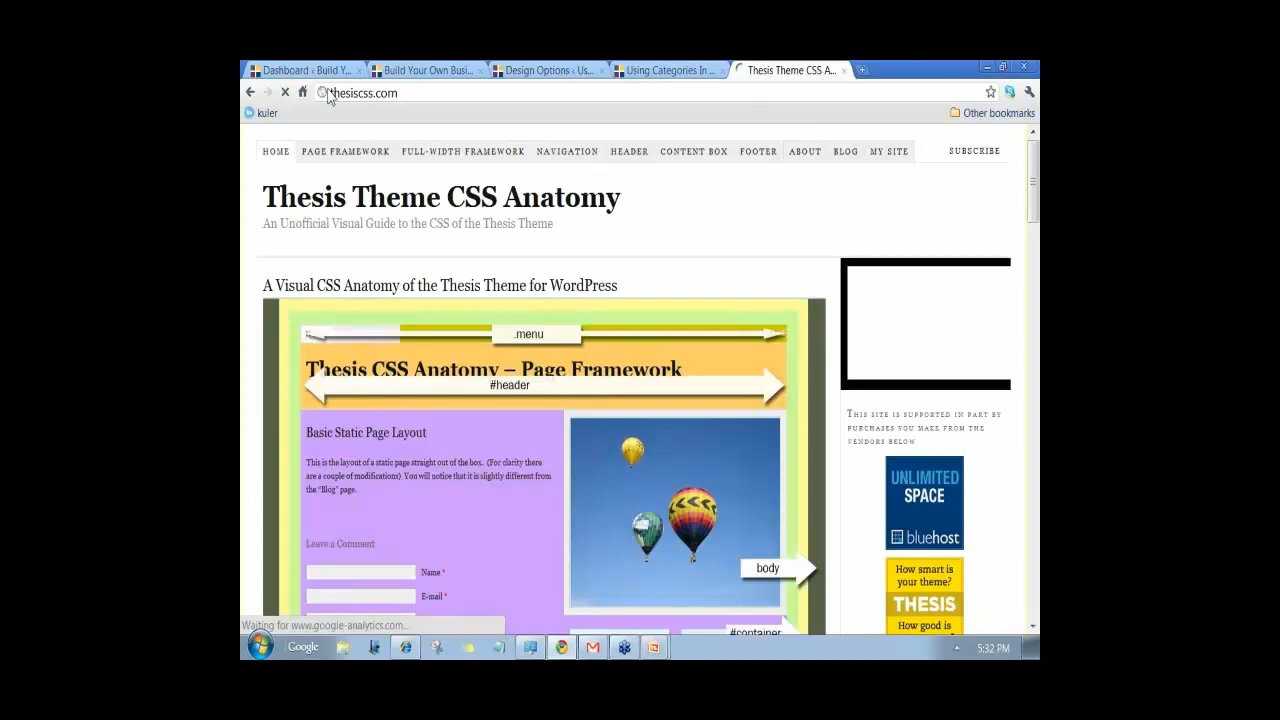 Dashboard ‹ Build Y...
Build Your Own Busi...
Design Options ‹ Us...
Using Categories In ...
Thesis Theme CSS A...
thesiscss.com
kuler
Other bookmarks
HOME PAGE FRAMEWORK FULL-WIDTH FRAMEWORK NAVIGATION HEADER CONTENT BOX FOOTER ABOUT BLOG MY SITE SUBSCRIBE
Thesis Theme CSS Anatomy
An Unofficial Visual Guide to the CSS of the Thesis Theme
A Visual CSS Anatomy of the Thesis Theme for WordPress
.menu
Thesis CSS Anatomy – Page Framework
#header
Basic Static Page Layout
This is the layout of a static page straight out of the box. (For clarity there
are a couple of modifications) You will notice that it is slightly different from
the "Blog" page.
Leave a Comment
Name *
E-mail *
body
#container
THIS SITE IS SUPPORTED IN PART BY
PURCHASES YOU MAKE FROM THE
VENDORS BELOW
UNLIMITED
SPACE
bluehost
How smart is
your theme?
THESIS
How good is
Waiting for www.google-analytics.com...
Google
5:32 PM